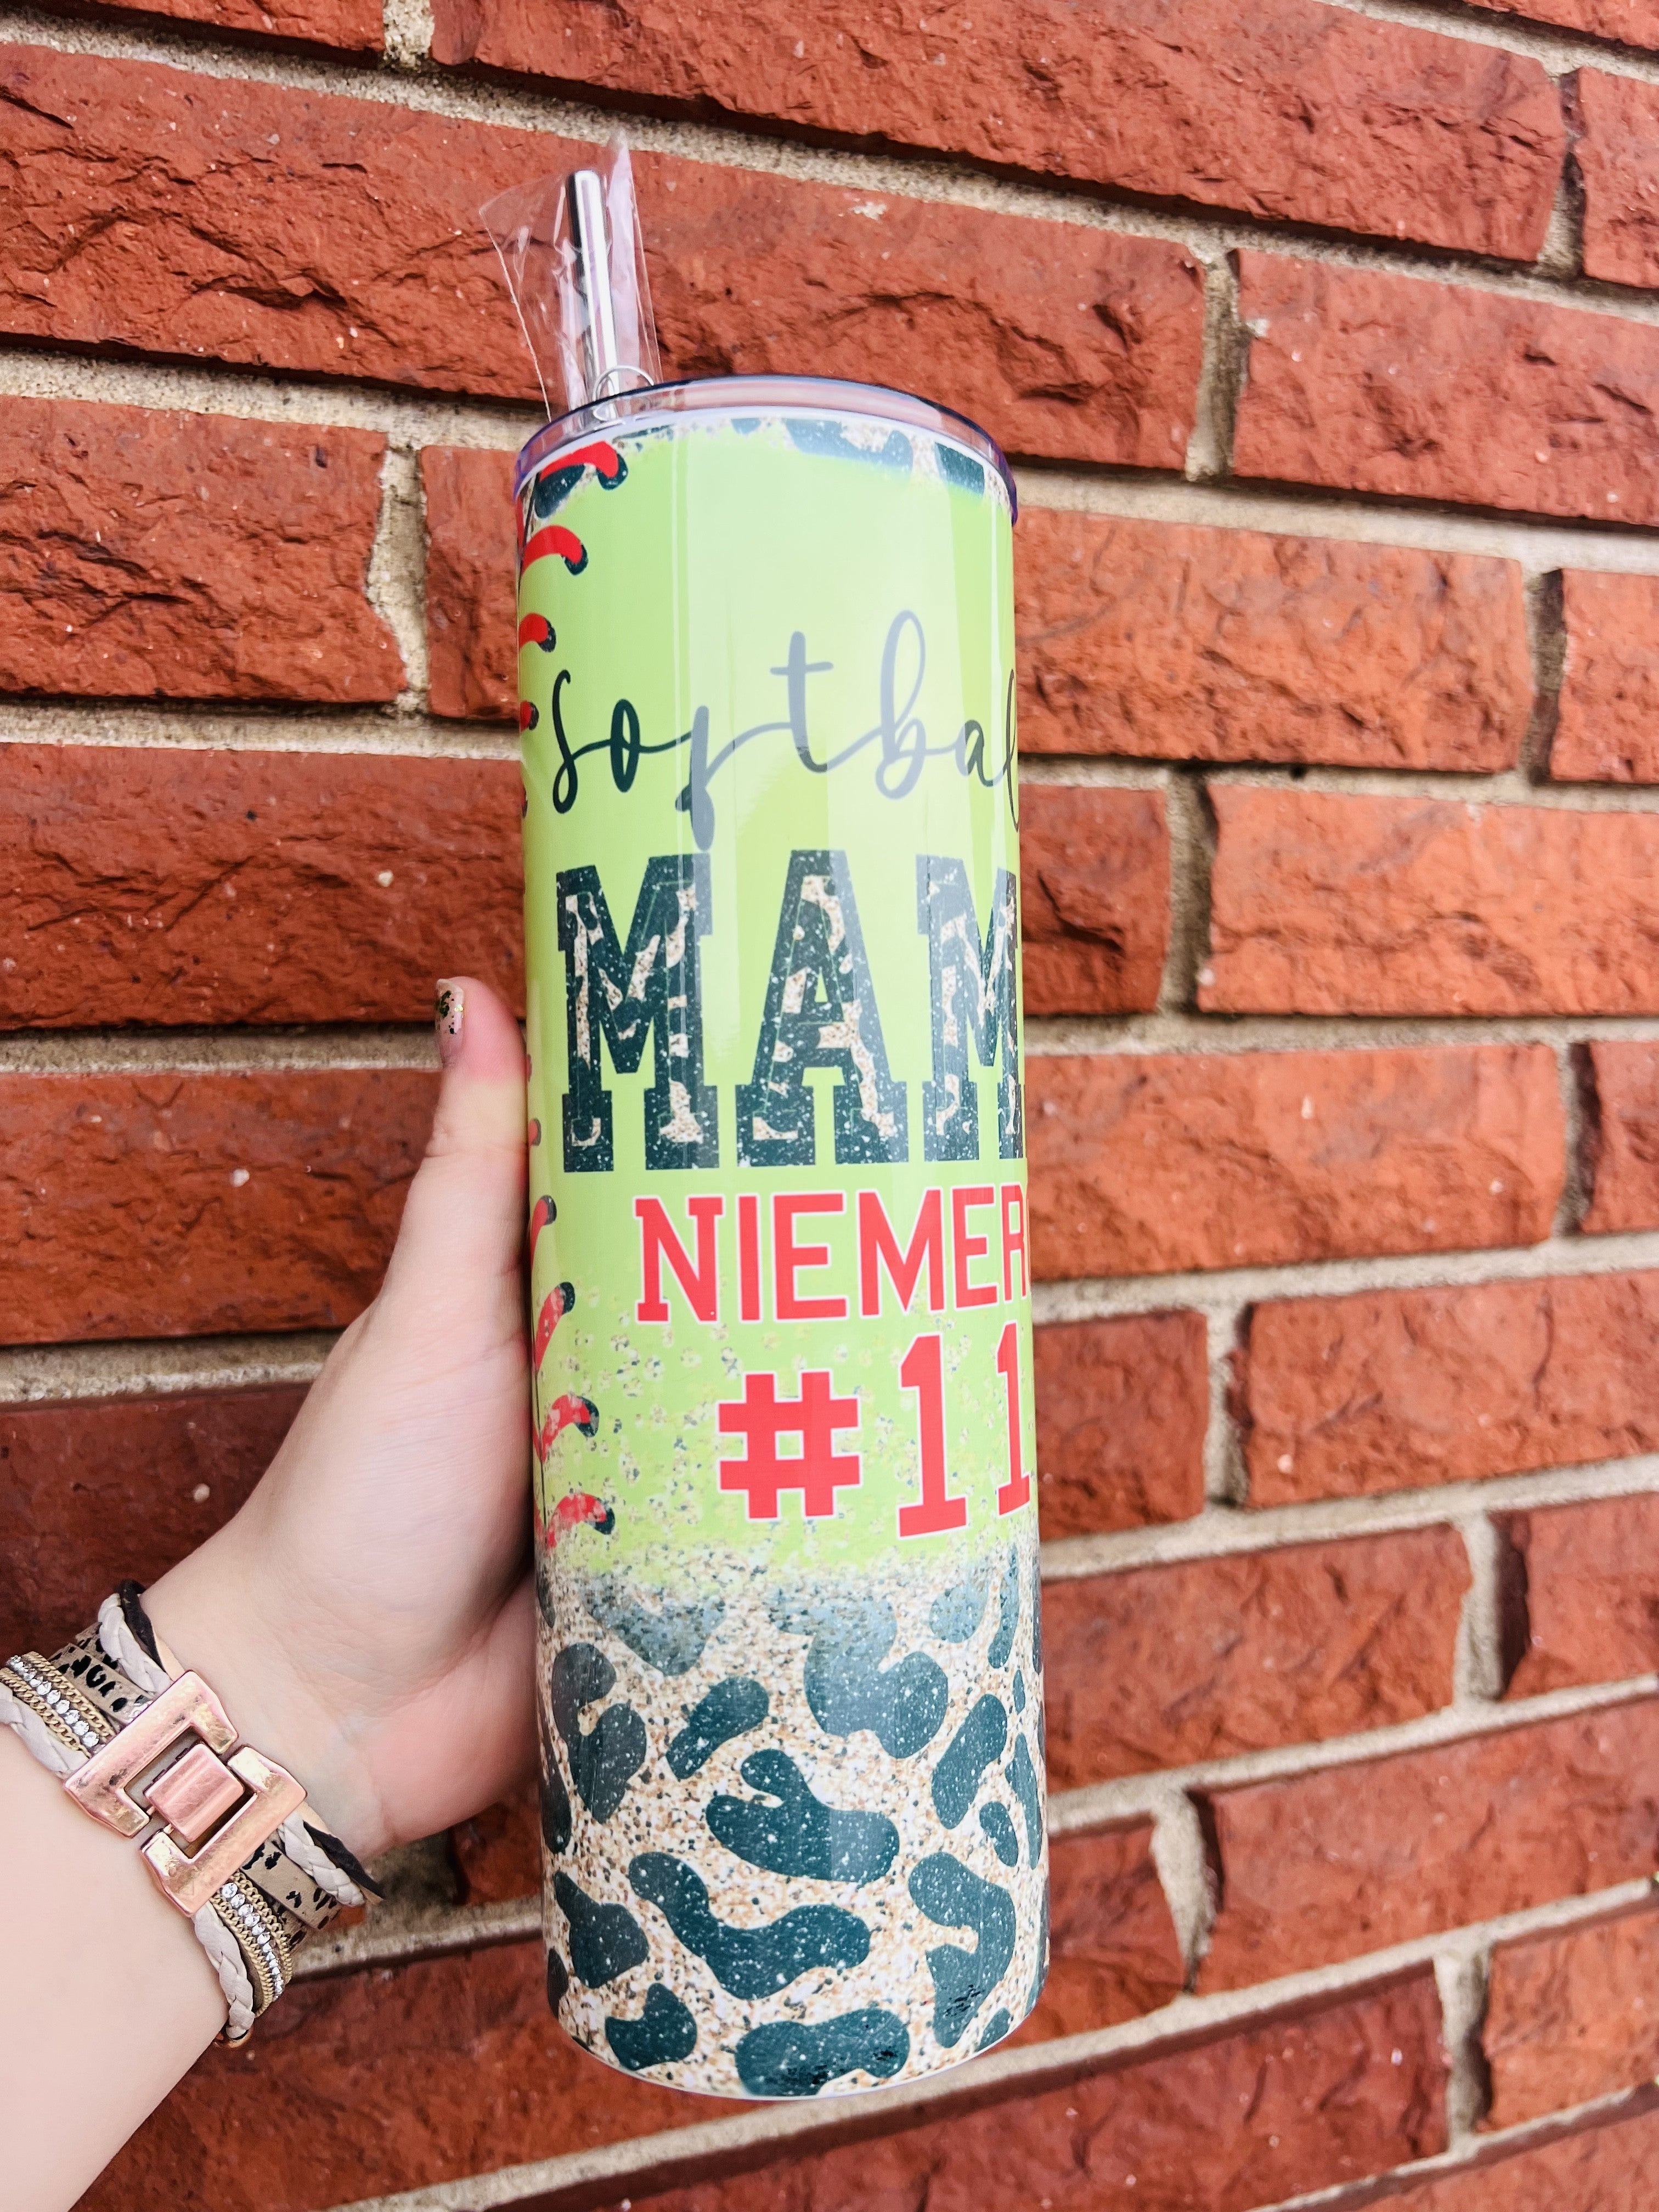 softbal
MAM
NIEMER
#11